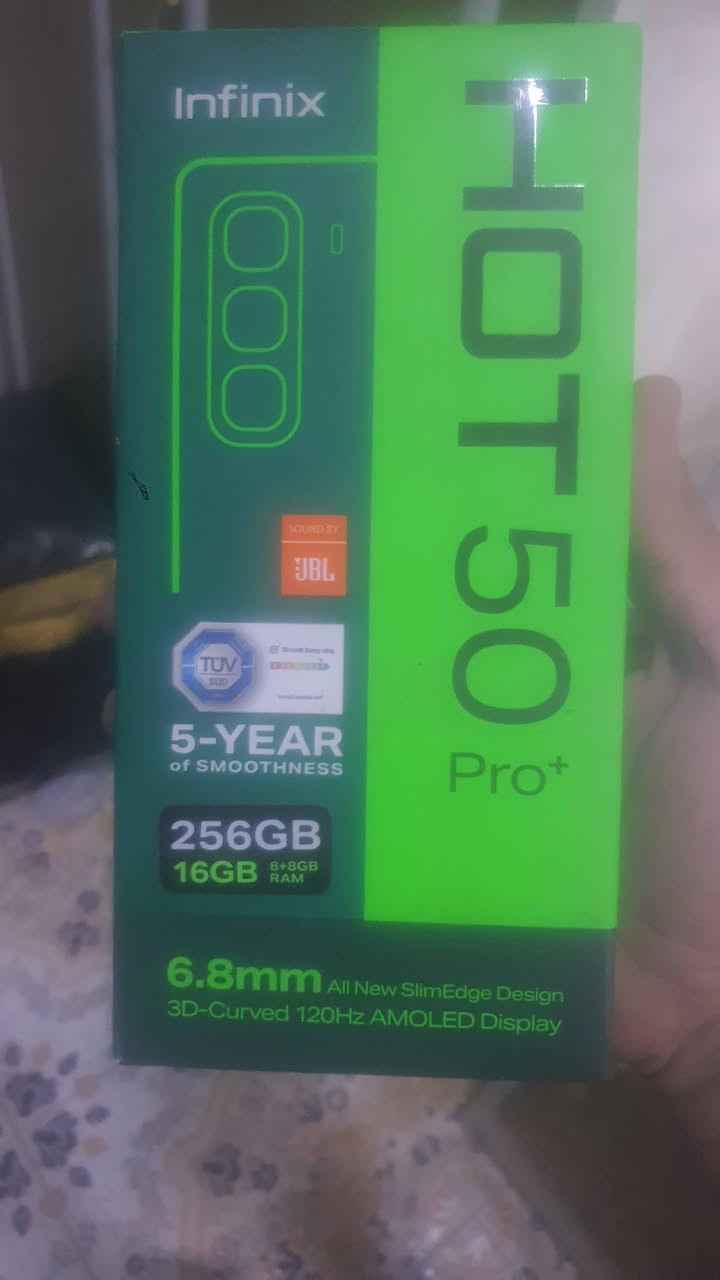 Infinix
HOT 50
Pro+
SOUND BY
JBL
TÜV
SÜD
5-YEAR
of SMOOTHNESS
256GB
16GB 8+8GB
RAM
6.8mm All New SlimEdge Design
3D-Curved 120Hz AMOLED Display